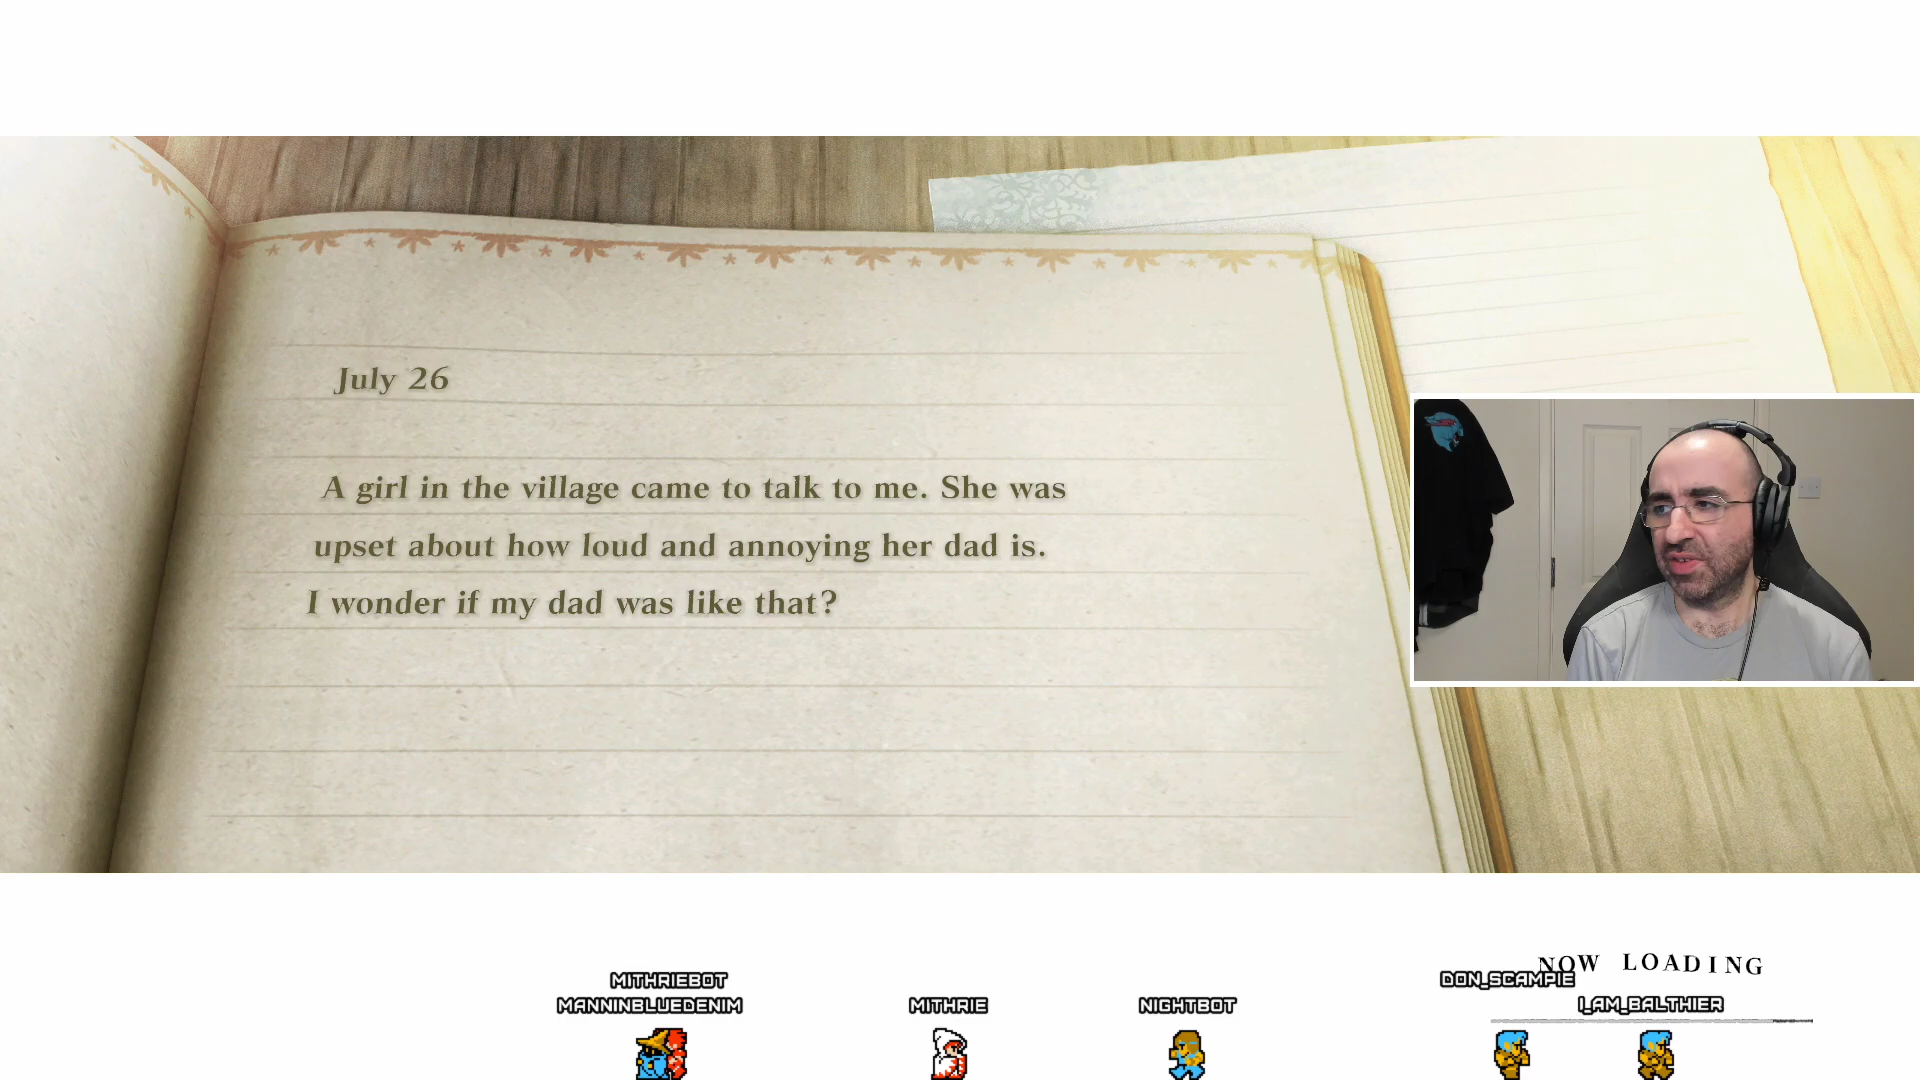 July 26
A girl in the village came to talk to me. She was
upset about how loud and annoying her dad is.
I wonder if my dad was like that?
NOW LOADING
MITHRIEBOT
MANNINBLUEDENIM
MITHRIE
NIGHTBOT
DON_SCAMPIE
I_AM_BALTHIER